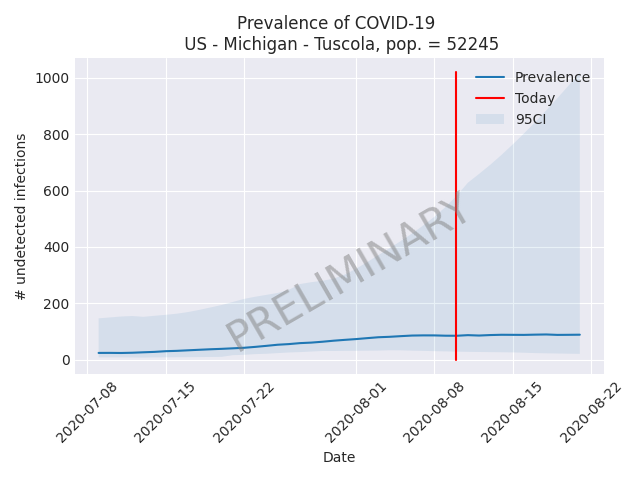 Prevalence of COVID-19
US - Michigan - Tuscola, pop. = 52245
Prevalence
Today
95CI
# undetected infections
1000
800
600
400
200
0
PRELIMINARY
2020-07-08
2020-07-15
2020-07-22
2020-08-01
2020-08-08
2020-08-15
2020-08-22
Date